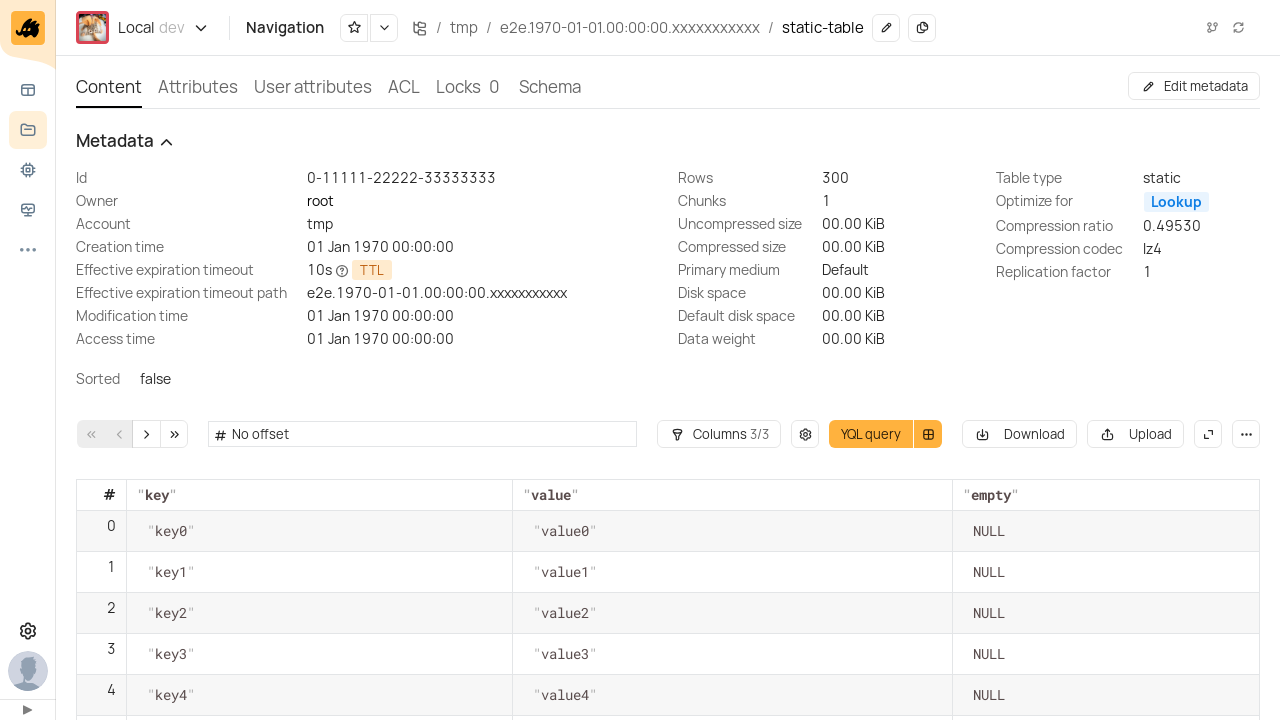 Local dev Navigation / tmp / e2e.1970-01-01.00:00:00.xxxxxxxxxxx / static-table
Content Attributes User attributes ACL Locks 0 Schema Edit metadata
Metadata
Id 0-11111-22222-33333333
Owner root
Account tmp
Creation time 01 Jan 1970 00:00:00
Effective expiration timeout 10s TTL
Effective expiration timeout path e2e.1970-01-01.00:00:00.xxxxxxxxxxx
Modification time 01 Jan 1970 00:00:00
Access time 01 Jan 1970 00:00:00
Rows 300
Chunks 1
Uncompressed size 00.00 KiB
Compressed size 00.00 KiB
Primary medium Default
Disk space 00.00 KiB
Default disk space 00.00 KiB
Data weight 00.00 KiB
Table type static
Optimize for Lookup
Compression ratio 0.49530
Compression codec lz4
Replication factor 1
Sorted false
# No offset Columns 3/3 YQL query Download Upload
# "key" "value" "empty"
0 "key0" "value0" NULL
1 "key1" "value1" NULL
2 "key2" "value2" NULL
3 "key3" "value3" NULL
4 "key4" "value4" NULL